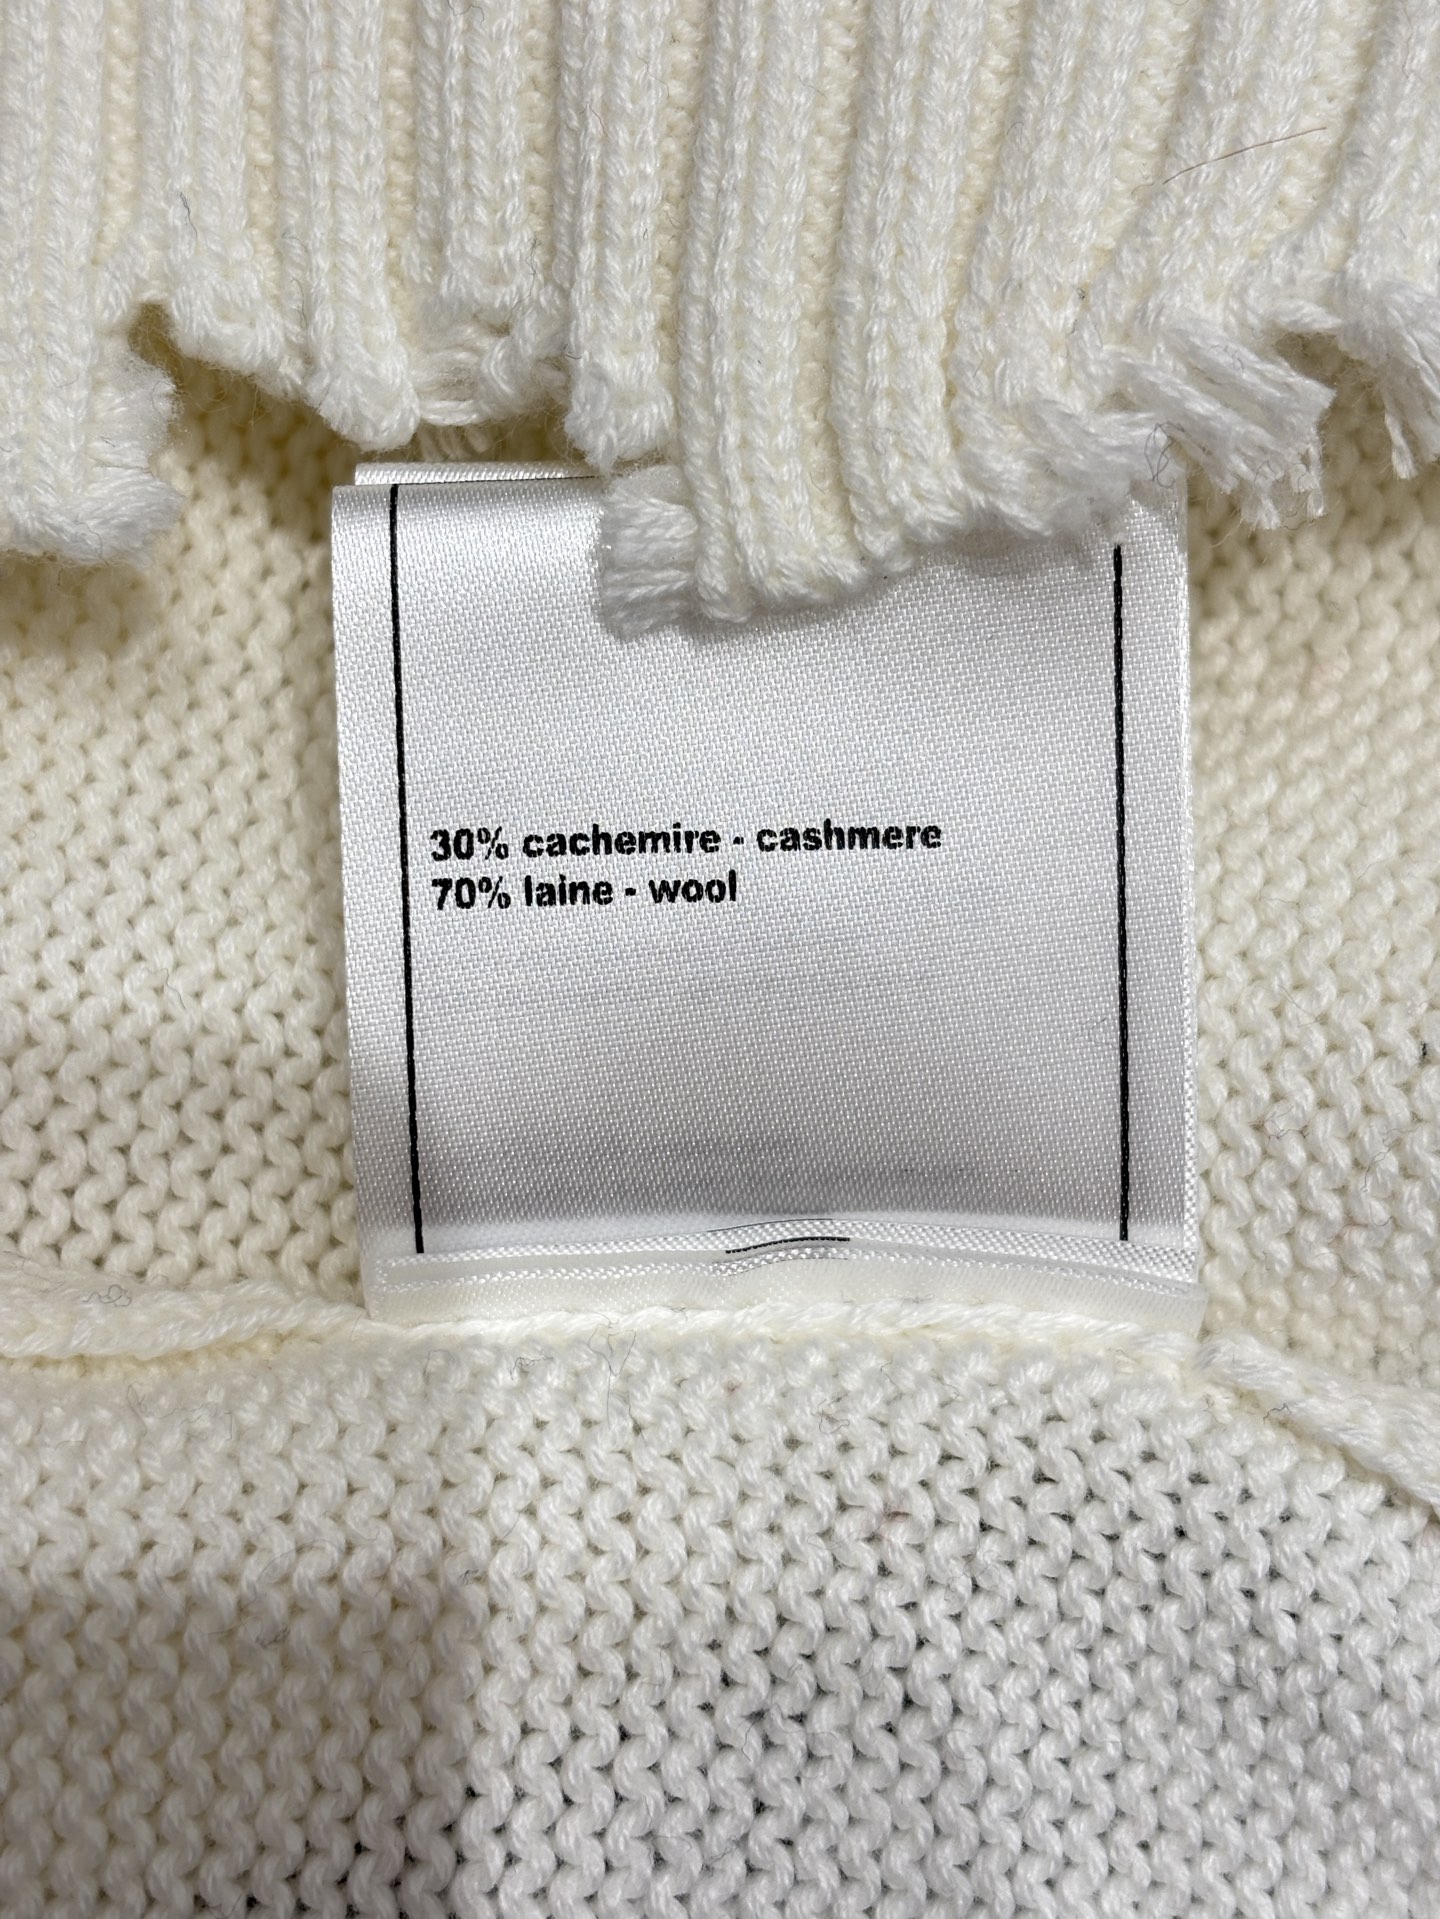 30% cachemire - cashmere
70% laine - wool